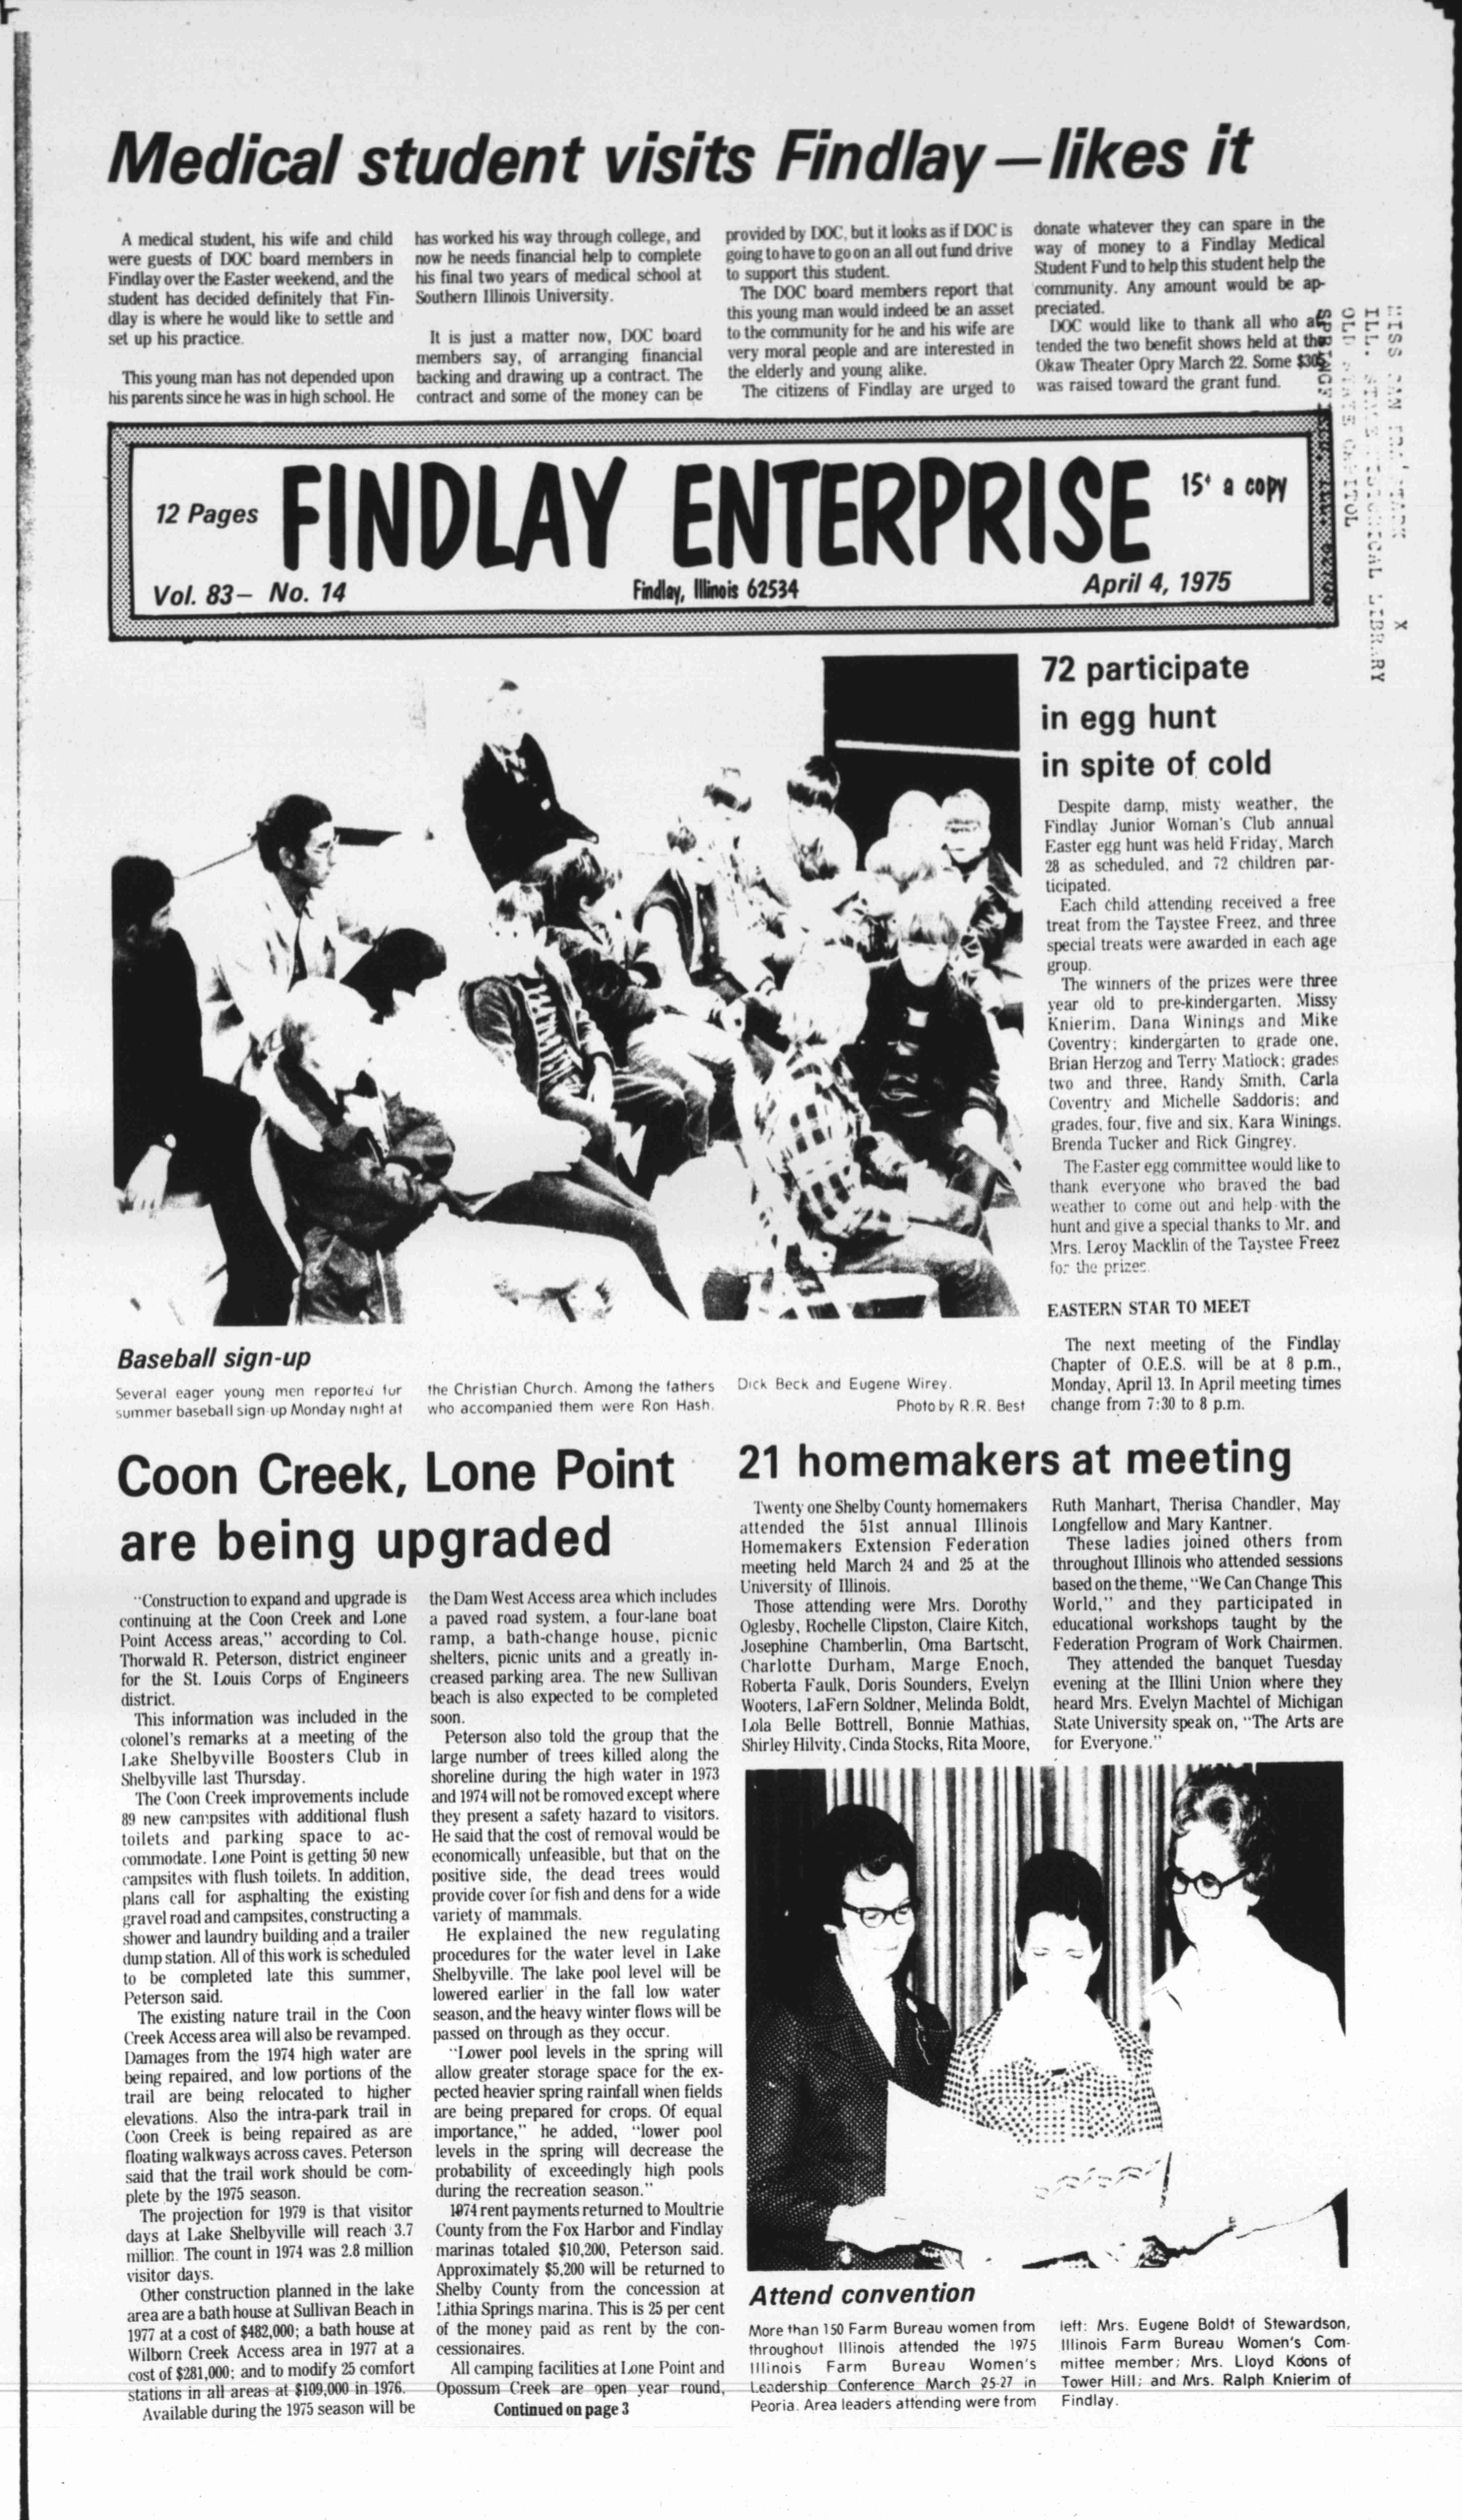 Medical student visits Findlay—likes it
A medical student, his wife and child
were guests of DOC board members in
Findlay over the Easter weekend, and the
student has decided definitely that Fin-
dlay is where he would like to settle and
set up his practice.
This young man has not depended upon
his parents since he was in high school. He
has worked his way through college, and
now he needs financial help to complete
his final two years of medical school at
Southern Illinois University.
It is just a matter now, DOC board
members say, of arranging financial
backing and drawing up a contract. The
contract and some of the money can be
provided by DOC, but it looks as if DOC is
going to have to go on an all out fund drive
to support this student.
The DOC board members report that
this young man would indeed be an asset
to the community for he and his wife are
very moral people and are interested in
the elderly and young alike.
The citizens of Findlay are urged to
donate whatever they can spare in the
way of money to a Findlay Medical
Student Fund to help this student help the
community. Any amount would be ap-
preciated.
DOC would like to thank all who at-
tended the two benefit shows held at the
Okaw Theater Opry March 22. Some
was raised toward the grant fund.
12 Pages
FINDLAY ENTERPRISE
15¢ a copy
Vol. 83— No. 14
Findlay, Illinois 62534
April 4, 1975
72 participate
in egg hunt
in spite of cold
Despite damp, misty weather, the
Findlay Junior Woman's Club annual
Easter egg hunt was held Friday, March
28 as scheduled, and 72 children par-
ticipated.
Each child attending received a free
treat from the Taystee Freez, and three
special treats were awarded in each age
group.
The winners of the prizes were three
year old to pre-kindergarten, Missy
Knierim, Dana Winings and Mike
Coventry; kindergarten to grade one,
Brian Herzog and Terry Matlock; grades
two and three, Randy Smith, Carla
Coventry and Michelle Saddoris; and
grades, four, five and six, Kara Winings,
Brenda Tucker and Rick Gingrey.
The Easter egg committee would like to
thank everyone who braved the bad
weather to come out and help with the
hunt and give a special thanks to Mr. and
Mrs. Leroy Macklin of the Taystee Freez
for the prizes.
EASTERN STAR TO MEET
The next meeting of the Findlay
Chapter of O.E.S. will be at 8 p.m.,
Monday, April 13. In April meeting times
change from 7:30 to 8 p.m.
Baseball sign-up
Several eager young men reported for
summer baseball sign-up Monday night at
the Christian Church. Among the fathers
who accompanied them were Ron Hash,
Dick Beck and Eugene Wirey.
Photo by R.R. Best
Coon Creek, Lone Point
are being upgraded
"Construction to expand and upgrade is
continuing at the Coon Creek and Lone
Point Access areas," according to Col.
Thorwald R. Peterson, district engineer
for the St. Louis Corps of Engineers
district.
This information was included in the
colonel's remarks at a meeting of the
Lake Shelbyville Boosters Club in
Shelbyville last Thursday.
The Coon Creek improvements include
89 new campsites with additional flush
toilets and parking space to ac-
commodate. Lone Point is getting 50 new
campsites with flush toilets. In addition,
plans call for asphalting the existing
gravel road and campsites, constructing a
shower and laundry building and a trailer
dump station. All of this work is scheduled
to be completed late this summer,
Peterson said.
The existing nature trail in the Coon
Creek Access area will also be revamped.
Damages from the 1974 high water are
being repaired, and low portions of the
trail are being relocated to higher
elevations. Also the intra-park trail in
Coon Creek is being repaired as are
floating walkways across caves. Peterson
said that the trail work should be com-
plete by the 1975 season.
The projection for 1979 is that visitor
days at Lake Shelbyville will reach 3.7
million. The count in 1974 was 2.8 million
visitor days.
Other construction planned in the lake
area are a bath house at Sullivan Beach in
1977 at a cost of $482,000; a bath house at
Wilborn Creek Access area in 1977 at a
cost of $281,000; and to modify 25 comfort
stations in all areas at $109,000 in 1976.
Available during the 1975 season will be
the Dam West Access area which includes
a paved road system, a four-lane boat
ramp, a bath-change house, picnic
shelters, picnic units and a greatly in-
creased parking area. The new Sullivan
beach is also expected to be completed
soon.
Peterson also told the group that the
large number of trees killed along the
shoreline during the high water in 1973
and 1974 will not be romoved except where
they present a safety hazard to visitors.
He said that the cost of removal would be
economically unfeasible, but that on the
positive side, the dead trees would
provide cover for fish and dens for a wide
variety of mammals.
He explained the new regulating
procedures for the water level in Lake
Shelbyville. The lake pool level will be
lowered earlier in the fall low water
season, and the heavy winter flows will be
passed on through as they occur.
"Lower pool levels in the spring will
allow greater storage space for the ex-
pected heavier spring rainfall when fields
are being prepared for crops. Of equal
importance," he added, "lower pool
levels in the spring will decrease the
probability of exceedingly high pools
during the recreation season."
1974 rent payments returned to Moultrie
County from the Fox Harbor and Findlay
marinas totaled $10,200, Peterson said.
Approximately $5,200 will be returned to
Shelby County from the concession at
Lithia Springs marina. This is 25 per cent
of the money paid as rent by the con-
cessionaires.
All camping facilities at Lone Point and
Opossum Creek are open year round,
Continued on page 3
21 homemakers at meeting
Twenty one Shelby County homemakers
attended the 51st annual Illinois
Homemakers Extension Federation
meeting held March 24 and 25 at the
University of Illinois.
Those attending were Mrs. Dorothy
Oglesby, Rochelle Clipston, Claire Kitch,
Josephine Chamberlin, Oma Bartscht,
Charlotte Durham, Marge Enoch,
Roberta Faulk, Doris Sounders, Evelyn
Wooters, LaFern Soldner, Melinda Boldt,
Lola Belle Bottrell, Bonnie Mathias,
Shirley Hilvity, Cinda Stocks, Rita Moore,
Ruth Manhart, Therisa Chandler, May
Longfellow and Mary Kantner.
These ladies joined others from
throughout Illinois who attended sessions
based on the theme, "We Can Change This
World," and they participated in
educational workshops taught by the
Federation Program of Work Chairmen.
They attended the banquet Tuesday
evening at the Illini Union where they
heard Mrs. Evelyn Machtel of Michigan
State University speak on, "The Arts are
for Everyone."
Attend convention
More than 150 Farm Bureau women from
throughout Illinois attended the 1975
Illinois Farm Bureau Women's
Leadership Conference March 25-27 in
Peoria. Area leaders attending were from
left: Mrs. Eugene Boldt of Stewardson,
Illinois Farm Bureau Women's Com-
mittee member; Mrs. Lloyd Koons of
Tower Hill; and Mrs. Ralph Knierim of
Findlay.